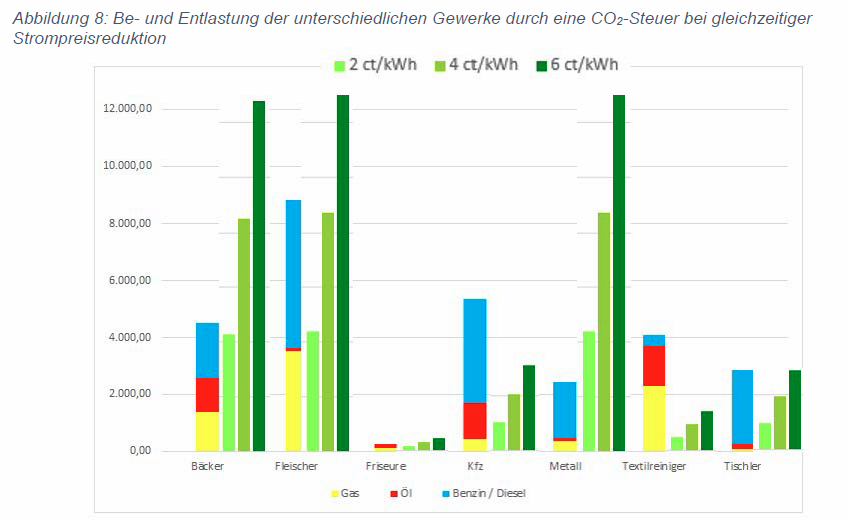 Abbildung 8: Be- und Entlastung der unterschiedlichen Gewerke durch eine CO₂-Steuer bei gleichzeitiger
Strompreisreduktion
2 ct/kWh 4 ct/kWh 6 ct/kWh
12.000,00
10.000,00
8.000,00
6.000,00
4.000,00
2.000,00
0,00
Bäcker Fleischer Friseure Kfz Metall Textilreiniger Tischler
Gas Öl Benzin / Diesel